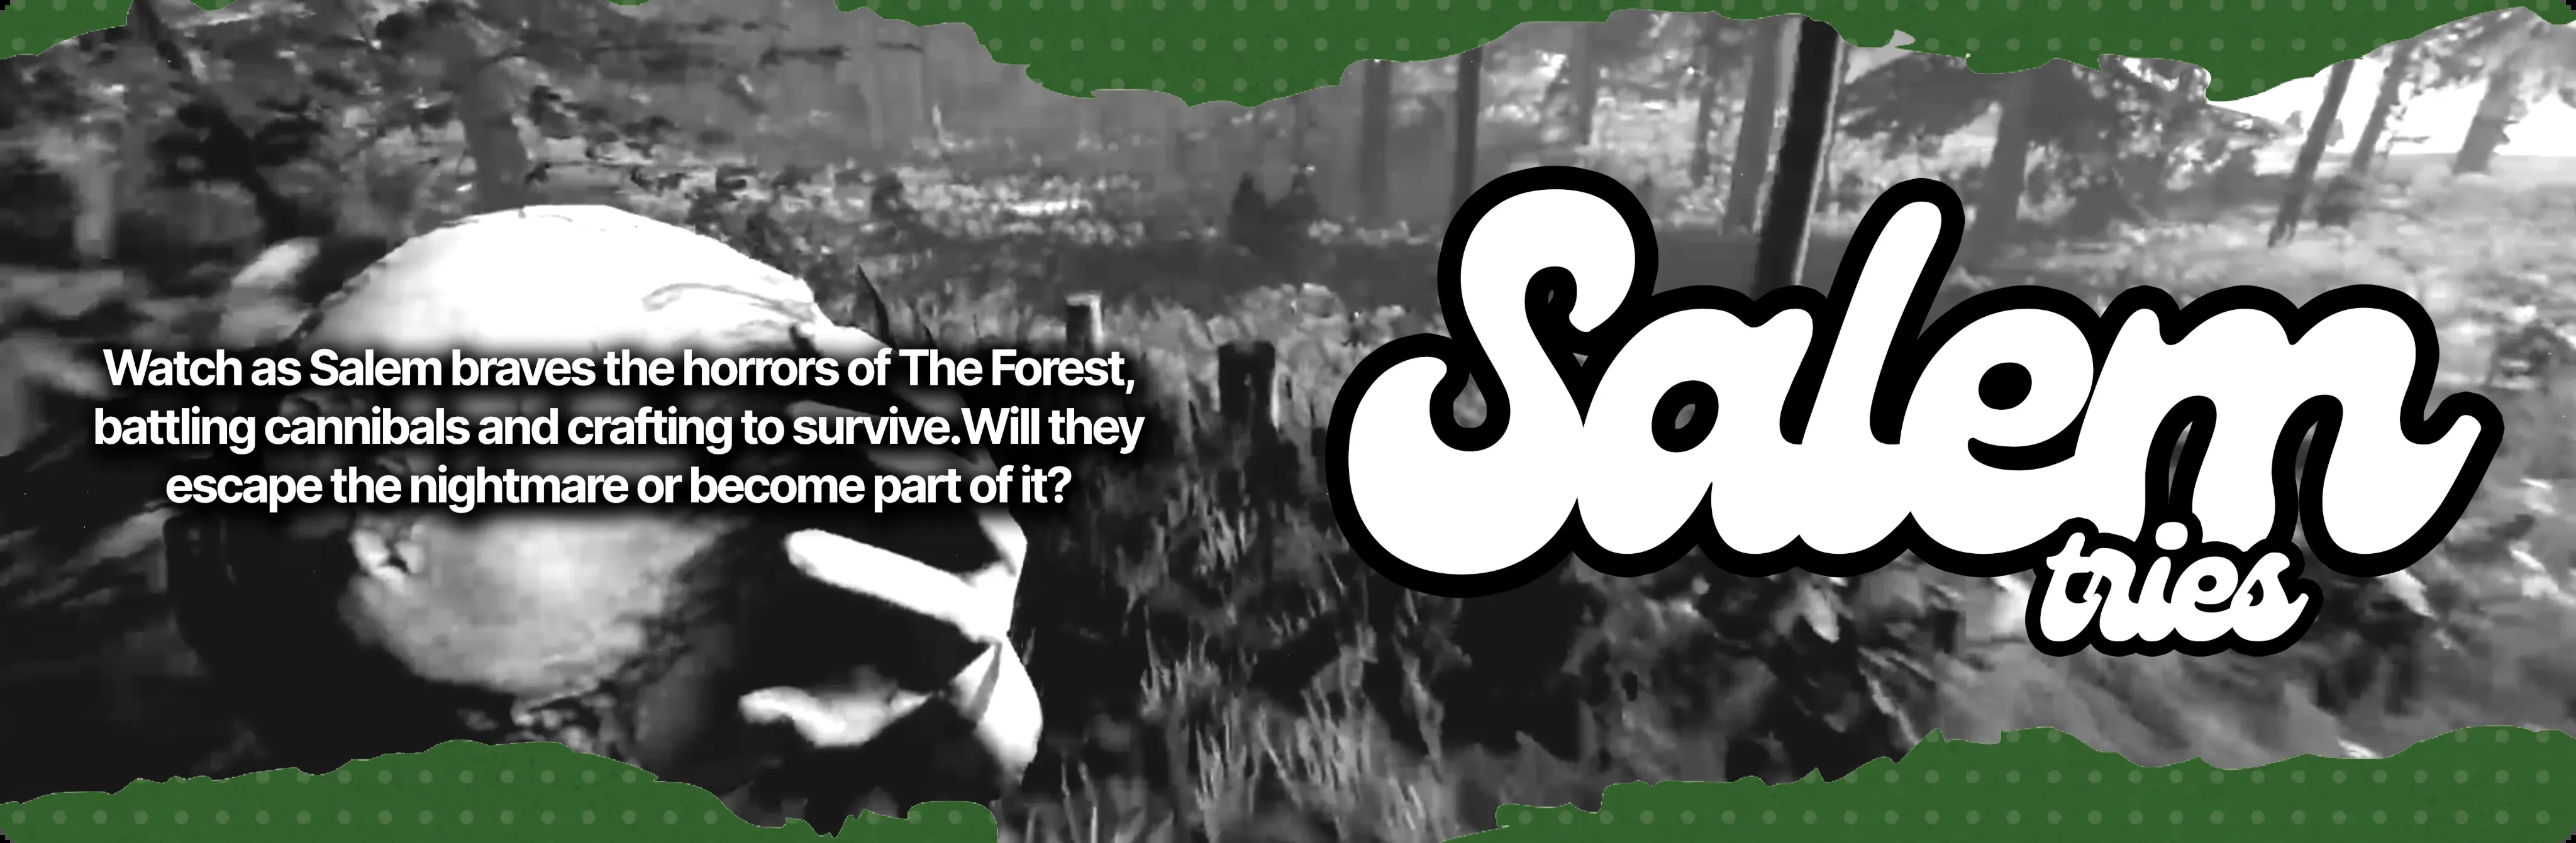 Watch as Salem braves the horrors of The Forest,
battling cannibals and crafting to survive.Will they
escape the nightmare or become part of it?
Salem
tries